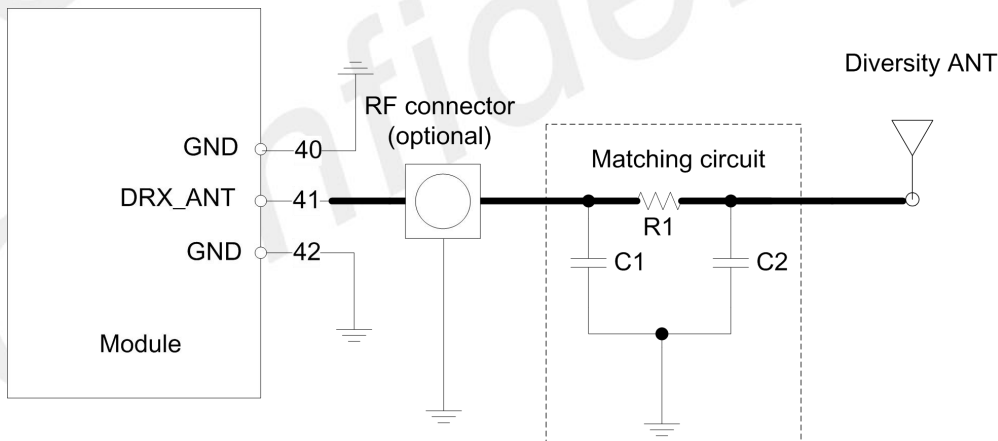 Diversity ANT
RF connector
(optional)
Matching circuit
GND
40
DRX_ANT
41
GND
42
R1
C1
C2
Module